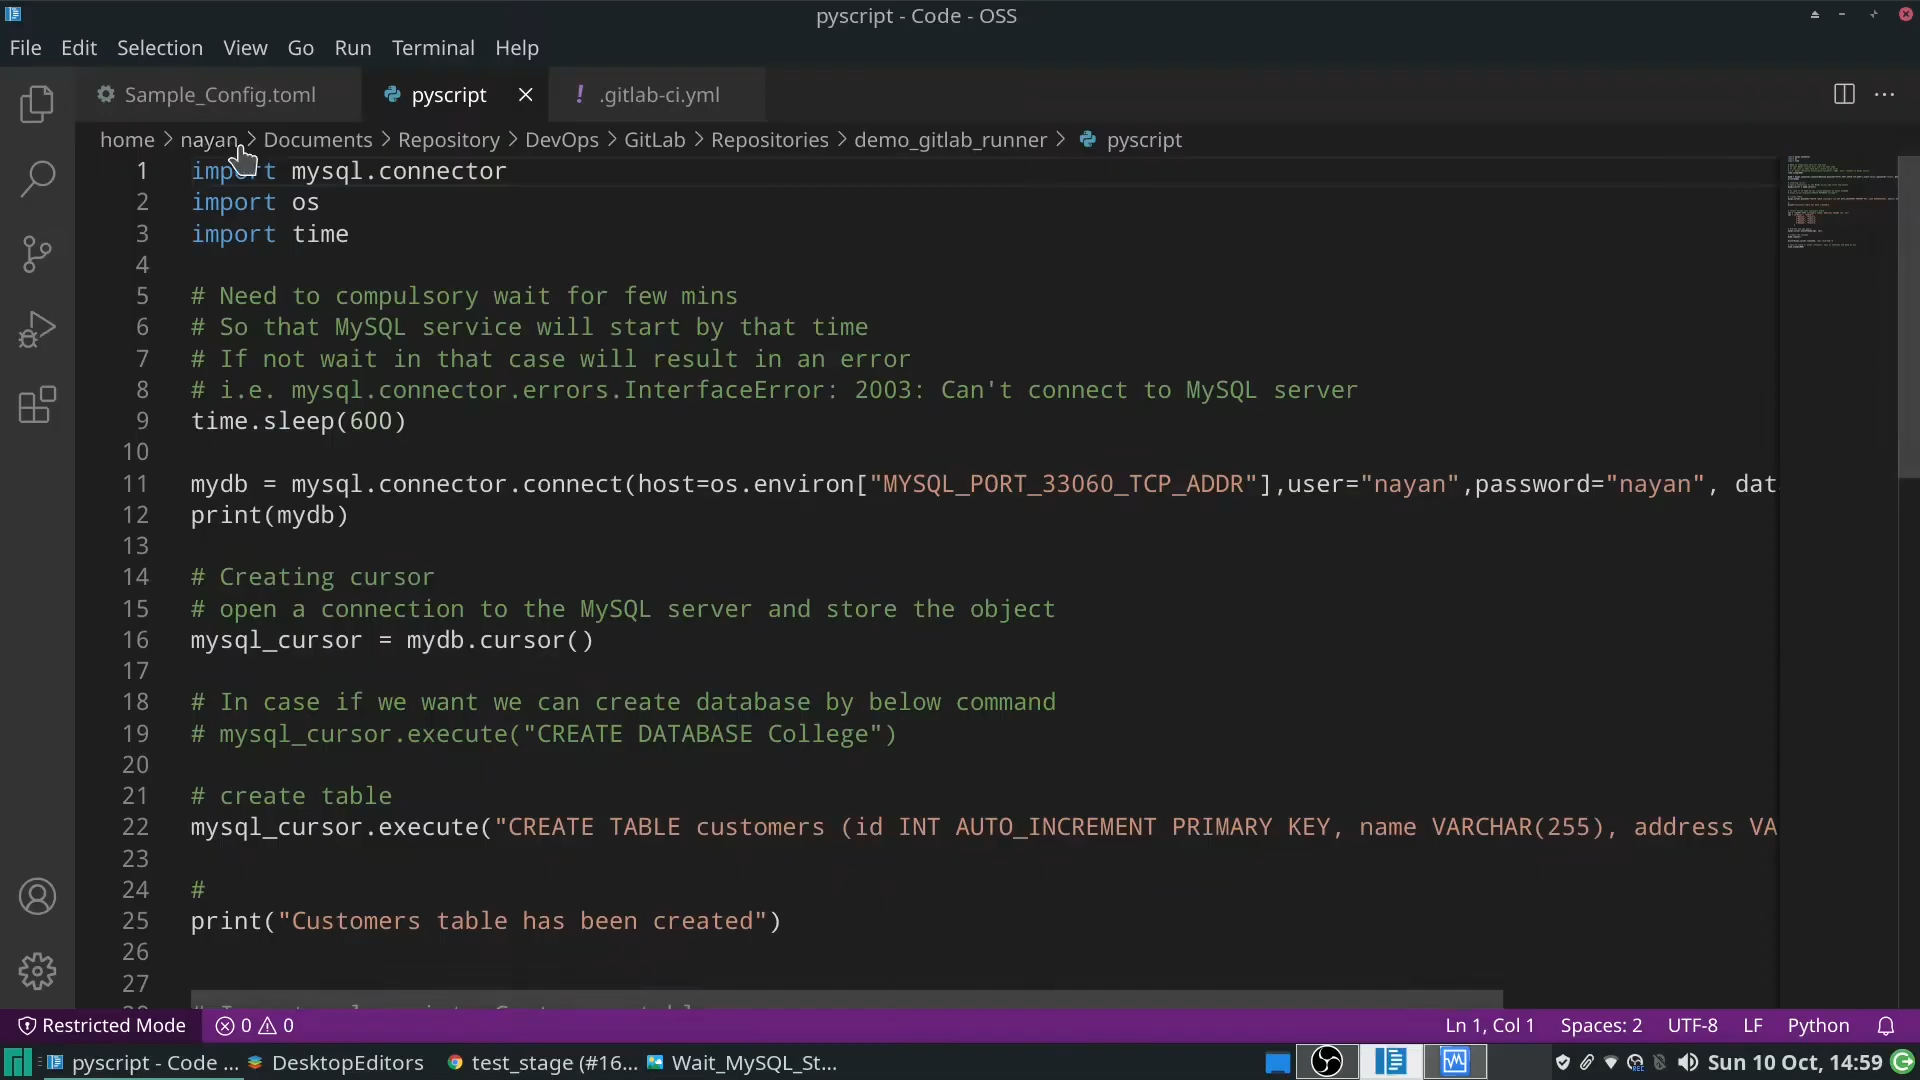 pyscript - Code - OSS
File Edit Selection View Go Run Terminal Help
Sample_Config.toml pyscript .gitlab-ci.yml
home > nayan > Documents > Repository > DevOps > GitLab > Repositories > demo_gitlab_runner > pyscript
1 import mysql.connector
2 import os
3 import time
4
5 # Need to compulsory wait for few mins
6 # So that MySQL service will start by that time
7 # If not wait in that case will result in an error
8 # i.e. mysql.connector.errors.InterfaceError: 2003: Can't connect to MySQL server
9 time.sleep(600)
10
11 mydb = mysql.connector.connect(host=os.environ["MYSQL_PORT_33060_TCP_ADDR"],user="nayan",password="nayan", dat
12 print(mydb)
13
14 # Creating cursor
15 # open a connection to the MySQL server and store the object
16 mysql_cursor = mydb.cursor()
17
18 # In case if we want we can create database by below command
19 # mysql_cursor.execute("CREATE DATABASE College")
20
21 # create table
22 mysql_cursor.execute("CREATE TABLE customers (id INT AUTO_INCREMENT PRIMARY KEY, name VARCHAR(255), address VA
23
24 #
25 print("Customers table has been created")
26
27
Restricted Mode 0 0 Ln 1, Col 1 Spaces: 2 UTF-8 LF Python
pyscript - Code ... DesktopEditors test_stage (#16... Wait_MySQL_St... Sun 10 Oct, 14:59